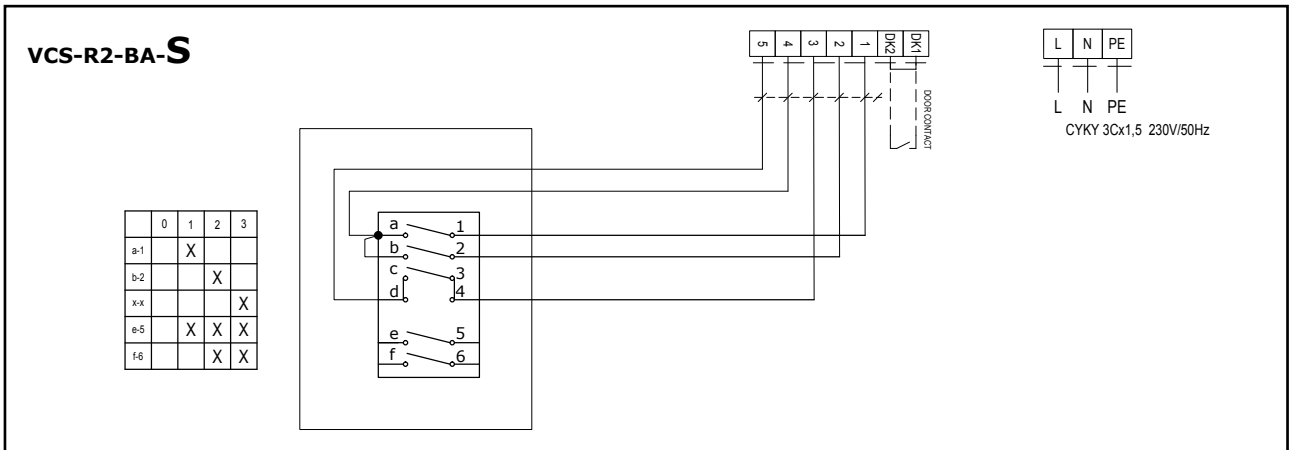 VCS-R2-BA-S
5 4 3 2 1 DK2 DK1
DOOR CONTACT
L N PE
L N PE
CYKY 3Cx1,5 230V/50Hz
0 1 2 3
a-1 X
b-2 X
x-x X
e-5 X X X
f-6 X X
a 1
b 2
c 3
d 4
e 5
f 6